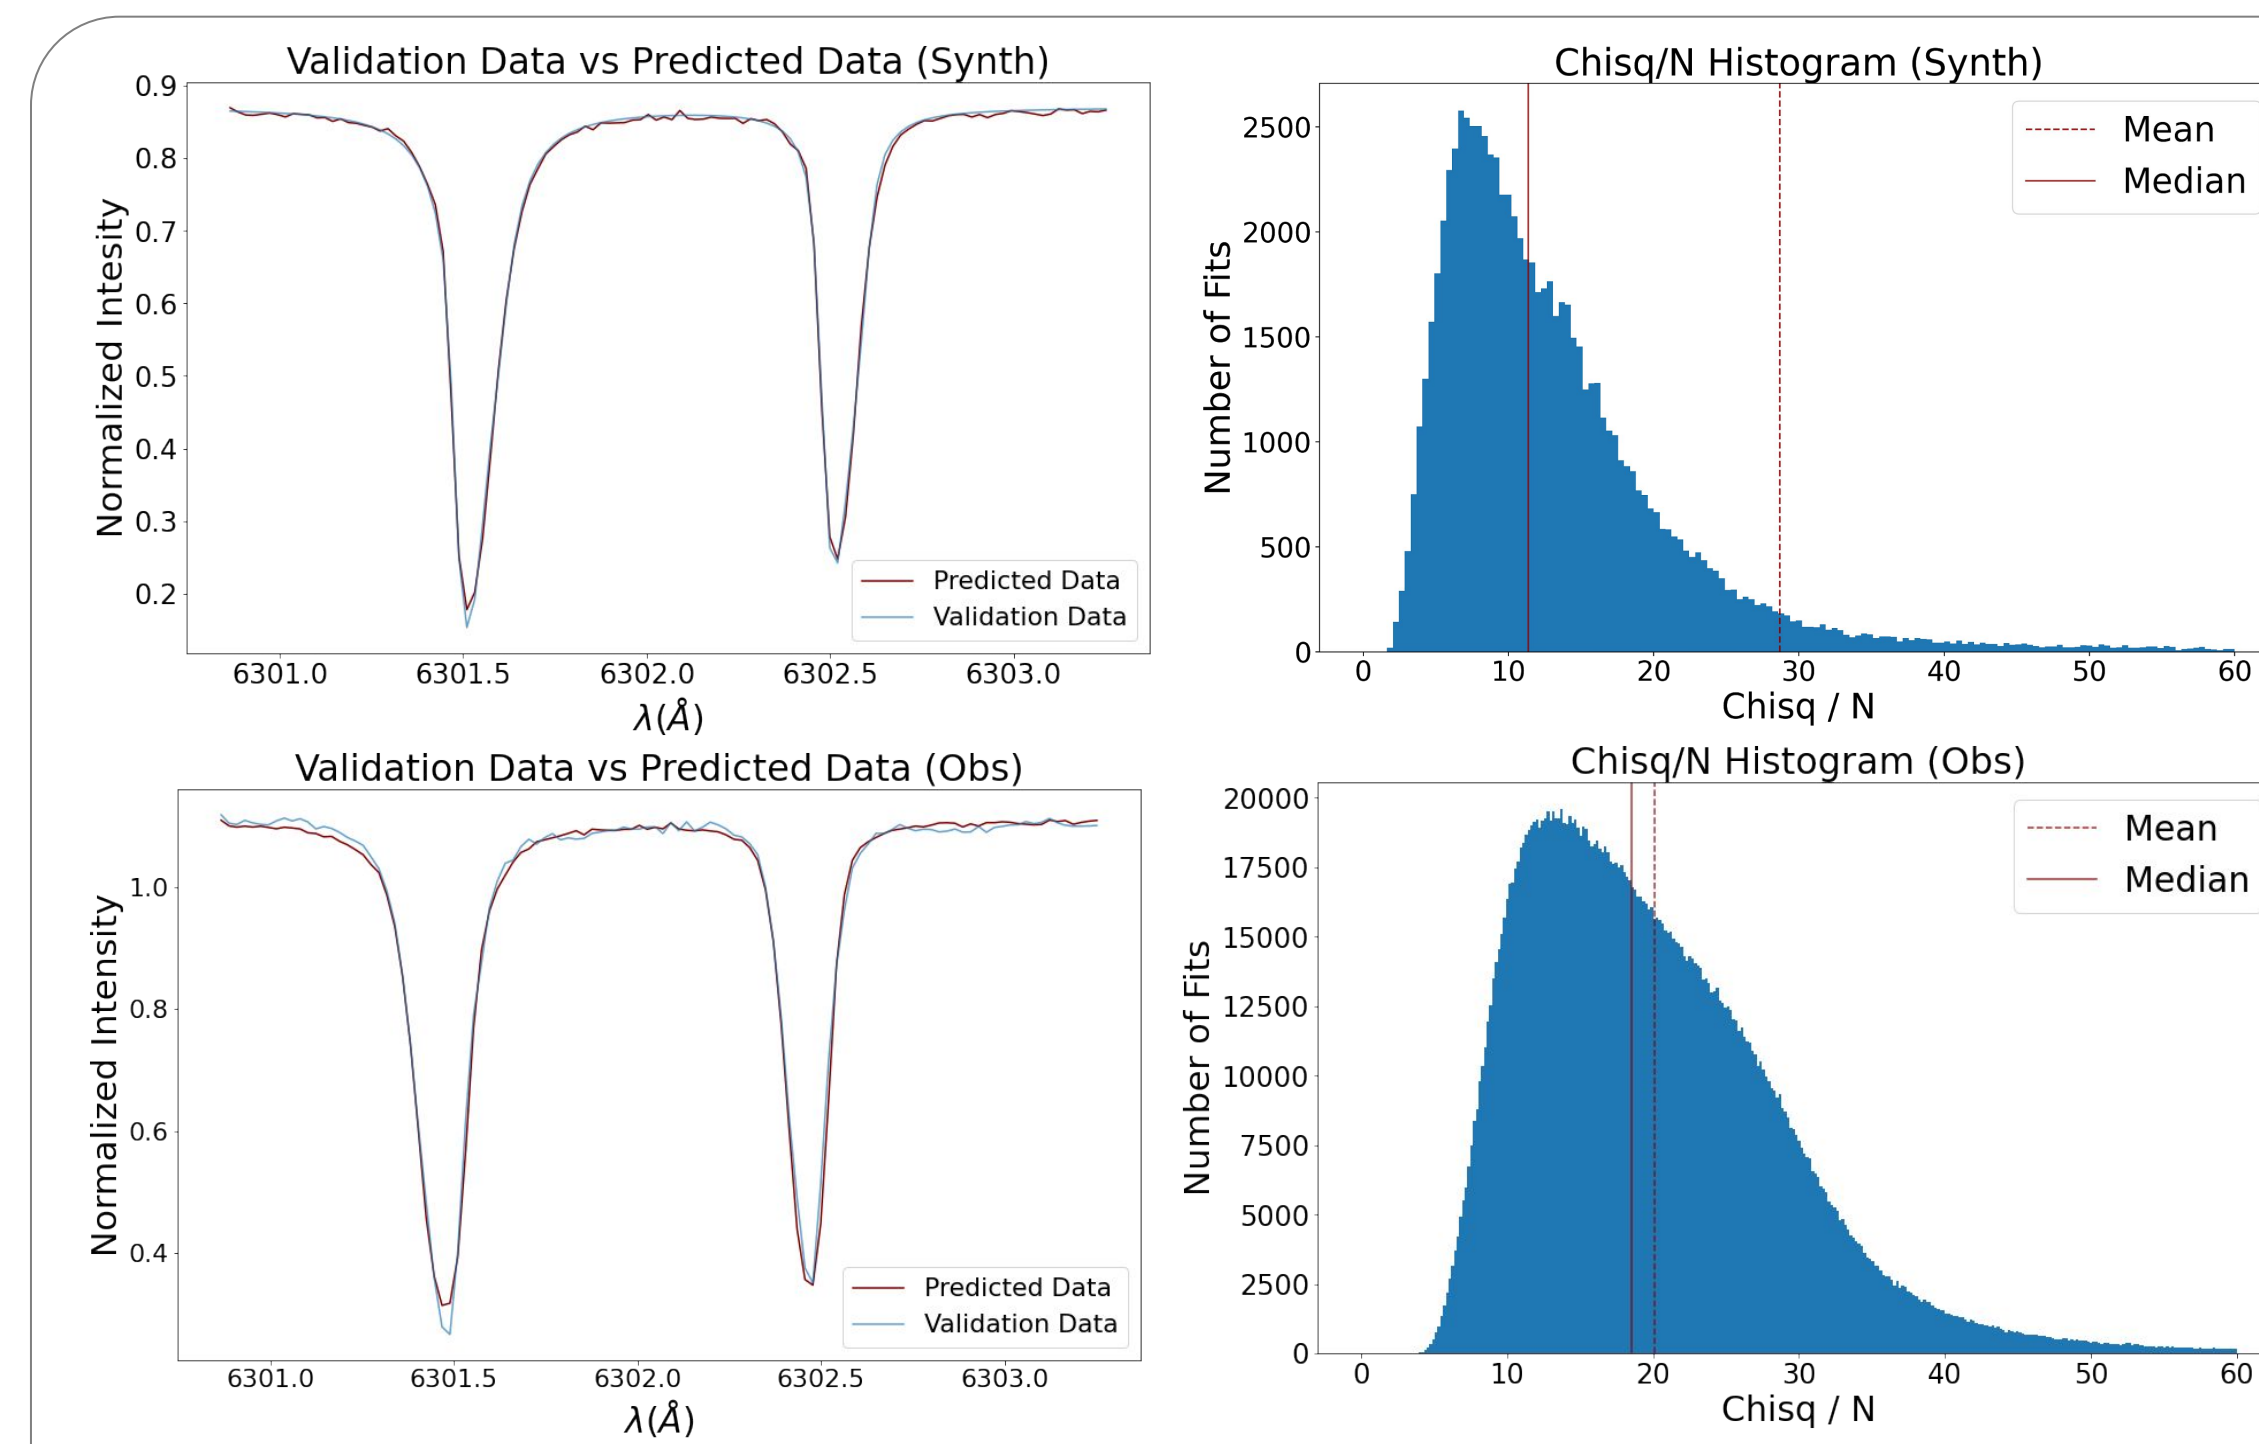 Validation Data vs Predicted Data (Synth)
0.9
0.8
0.7
0.6
0.5
0.4
0.3
0.2
Normalized Intesity
Predicted Data
Validation Data
6301.0 6301.5 6302.0 6302.5 6303.0
λ(Å)
Chisq/N Histogram (Synth)
Mean
Median
2500
2000
1500
1000
500
0
Number of Fits
0 10 20 30 40 50 60
Chisq / N
Validation Data vs Predicted Data (Obs)
1.0
0.8
0.6
0.4
Normalized Intensity
Predicted Data
Validation Data
6301.0 6301.5 6302.0 6302.5 6303.0
λ(Å)
Chisq/N Histogram (Obs)
Mean
Median
20000
17500
15000
12500
10000
7500
5000
2500
0
Number of Fits
0 10 20 30 40 50 60
Chisq / N